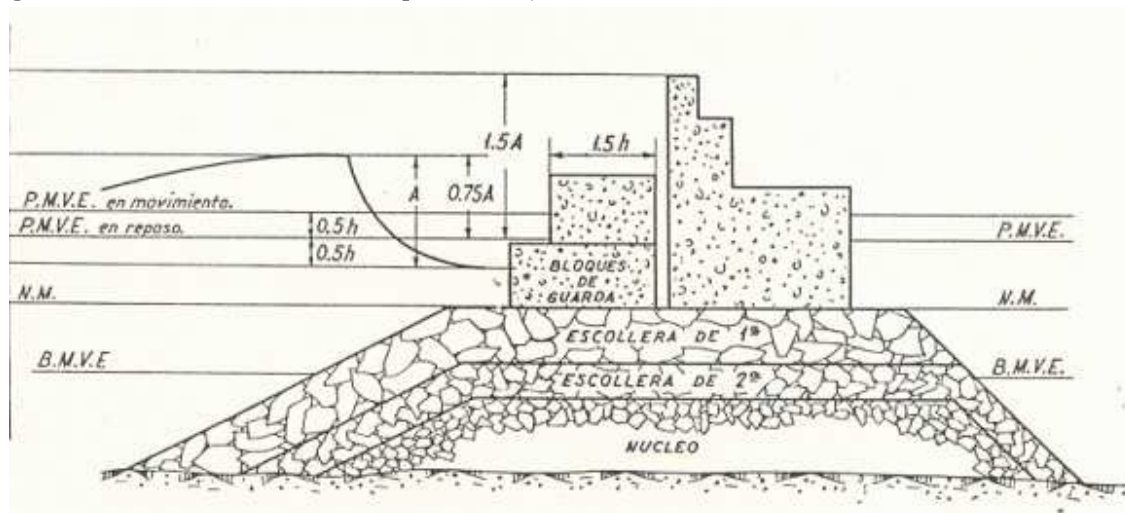 1.5A
1.5h
A
0.75A
P.M.V.E. en movimiento.
P.M.V.E. en reposo.
0.5h
0.5h
P.M.V.E.
BLOQUES
DE
GUARDA
N.M.
N.M.
ESCOLLERA DE 1ª
B.M.V.E
B.M.V.E.
ESCOLLERA DE 2ª
NUCLEO